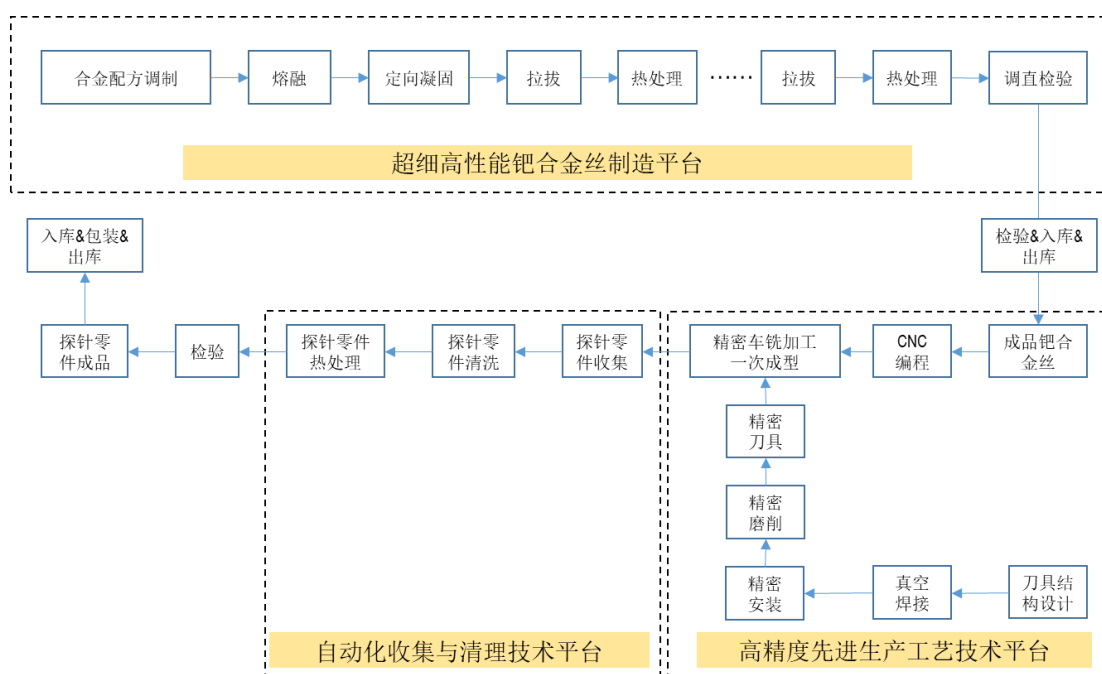 合金配方调制
熔融
定向凝固
拉拔
热处理
……
拉拔
热处理
调直检验
超细高性能钯合金丝制造平台
入库&包装&
出库
检验&入库&
出库
探针零
件成品
检验
探针零件
热处理
探针零
件清洗
探针零
件收集
精密车铣加工
一次成型
CNC
编程
成品钯合
金丝
精密
刀具
精密
磨削
精密
安装
真空
焊接
刀具结
构设计
自动化收集与清理技术平台
高精度先进生产工艺技术平台